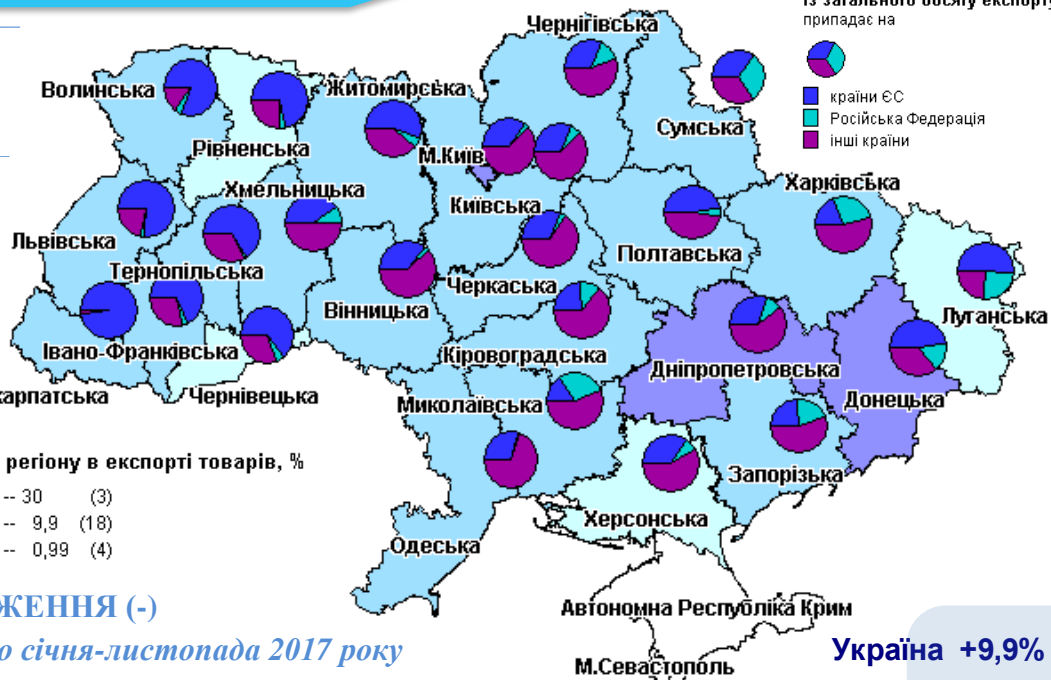 із загального обсягу експорту
припадає на
країни ЄС
Російська Федерація
інші країни
Чернігівська
Волинська
Житомирська
Сумська
Рівненська
М.Київ
Хмельницька
Харківська
Київська
Львівська
Полтавська
Тернопільська
Черкаська
Вінницька
Луганська
Івано-Франківська
Кіровоградська
Дніпропетровська
карпатська
Чернівецька
Миколаївська
Донецька
Запорізька
Херсонська
Одеська
Автономна Республіка Крим
М.Севастополь
регіону в експорті товарів, %
-- 30 (3)
-- 9,9 (18)
-- 0,99 (4)
ЖЕННЯ (-)
о січня-листопада 2017 року
Україна +9,9%